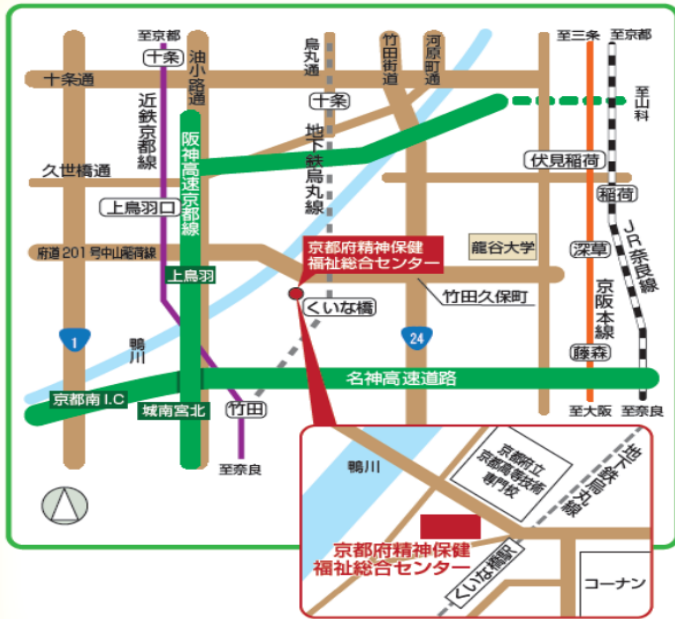 至京都
十条
油小路通
烏丸通
竹田街道
河原町通
至三条
至京都
十条通
近鉄京都線
十条
地下鉄烏丸線
至山科
阪神高速京都線
久世橋通
伏見稲荷
稲荷
上鳥羽口
京都府精神保健
福祉総合センター
龍谷大学
深草
JR奈良線
府道201号中山稲荷線
上鳥羽
くいな橋
竹田久保町
京阪本線
1
鴨川
24
藤森
名神高速道路
京都南I.C
城南宮北
竹田
至大阪
至奈良
至奈良
鴨川
京都府立
京都高等技術
専門校
地下鉄烏丸線
京都府精神保健
福祉総合センター
くいな橋駅
コーナン